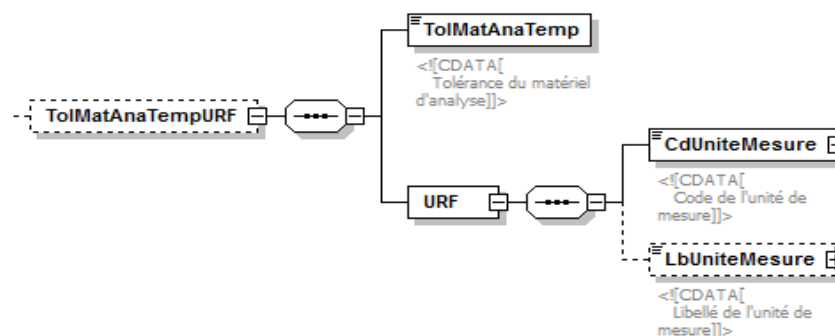 TolMatAnaTemp
<![CDATA[
Tolérance du matériel
d'analyse]]>
TolMatAnaTempURF
CdUniteMesure
<![CDATA[
Code de l'unité de
mesure]]>
URF
LbUniteMesure
<![CDATA[
Libellé de l'unité de
mesure]]>